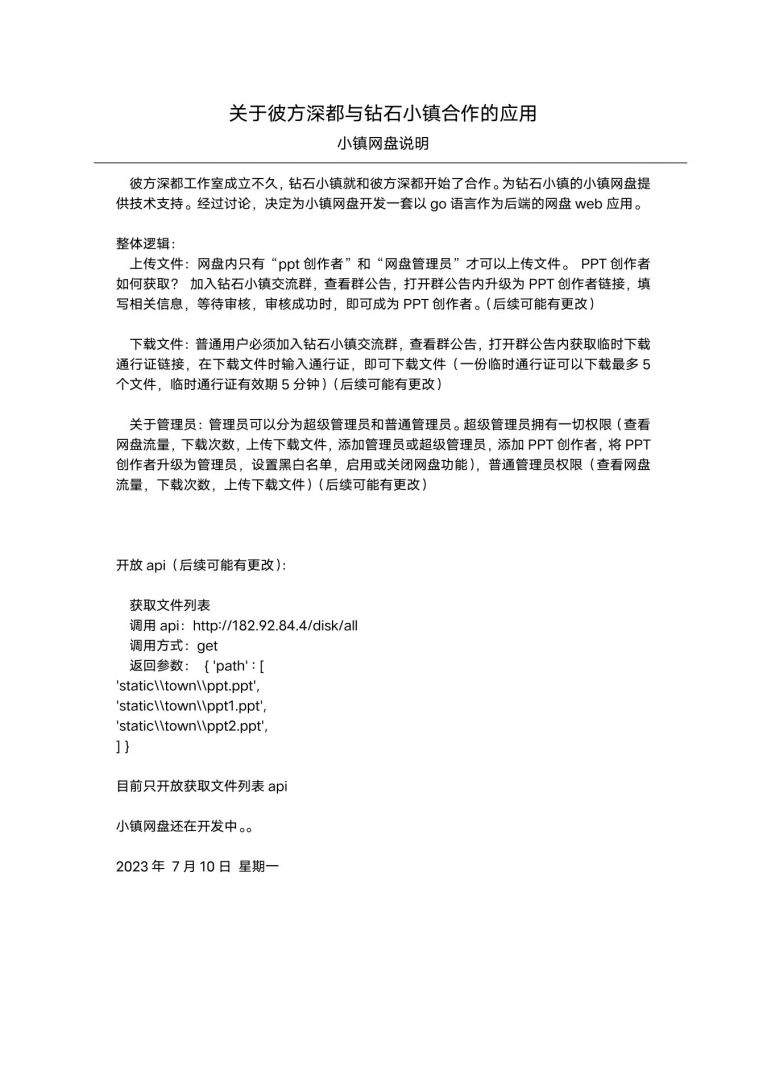 关于彼方深都与钻石小镇合作的应用
小镇网盘说明
彼方深都工作室成立不久，钻石小镇就和彼方深都开始了合作。为钻石小镇的小镇网盘提
供技术支持。经过讨论，决定为小镇网盘开发一套以 go 语言作为后端的网盘 web 应用。
整体逻辑：
上传文件：网盘内只有“ppt 创作者”和“网盘管理员”才可以上传文件。 PPT 创作者
如何获取？ 加入钻石小镇交流群，查看群公告，打开群公告内升级为 PPT 创作者链接，填
写相关信息，等待审核，审核成功时，即可成为 PPT 创作者。（后续可能有更改）
下载文件：普通用户必须加入钻石小镇交流群，查看群公告，打开群公告内获取临时下载
通行证链接，在下载文件时输入通行证，即可下载文件（一份临时通行证可以下载最多 5
个文件，临时通行证有效期 5 分钟）（后续可能有更改）
关于管理员：管理员可以分为超级管理员和普通管理员。超级管理员拥有一切权限（查看
网盘流量，下载次数，上传下载文件，添加管理员或超级管理员，添加 PPT 创作者，将 PPT
创作者升级为管理员，设置黑白名单，启用或关闭网盘功能），普通管理员权限（查看网盘
流量，下载次数，上传下载文件）（后续可能有更改）
开放 api（后续可能有更改）：
获取文件列表
调用 api：http://182.92.84.4/disk/all
调用方式：get
返回参数： { 'path' : [
'static\\town\\ppt.ppt',
'static\\town\\ppt1.ppt',
'static\\town\\ppt2.ppt',
] }
目前只开放获取文件列表 api
小镇网盘还在开发中。。
2023 年 7 月 10 日 星期一